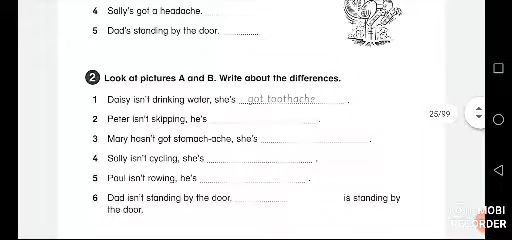 4 Sally's got a headache. ............
5 Dad's standing by the door. ............
2 Look at pictures A and B. Write about the differences.
1 Daisy isn't drinking water, she's got toothache.
2 Peter isn't skipping, he's ............ .
3 Mary hasn't got stomach-ache, she's ............ .
4 Sally isn't cycling, she's ............ .
5 Paul isn't rowing, he's ............ .
6 Dad isn't standing by the door, ............ is standing by
the door.
25/99
MOBI
RECORDER